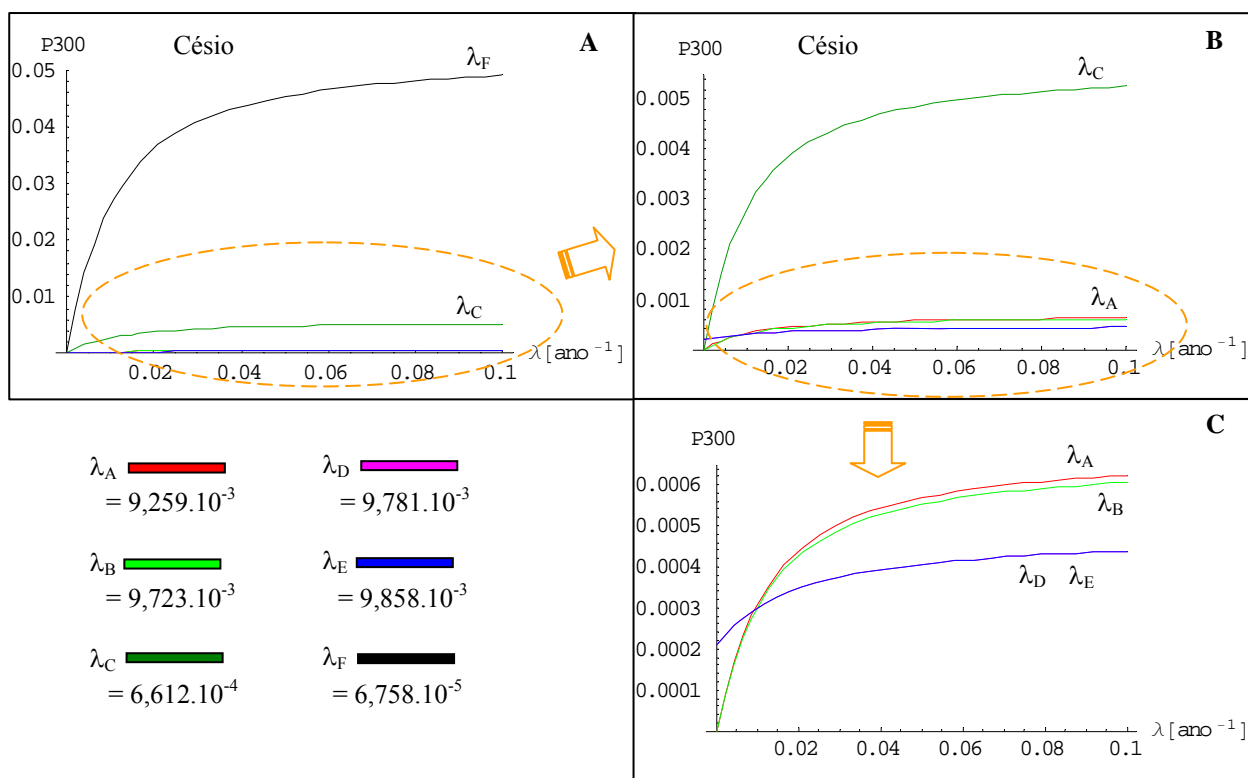 P300
Césio
A
λF
0.05
0.04
0.03
0.02
0.01
λC
λ[ano⁻¹]
0.02
0.04
0.06
0.08
0.1
P300
Césio
B
λC
0.005
0.004
0.003
0.002
0.001
λA
λ[ano⁻¹]
0.02
0.04
0.06
0.08
0.1
λA
= 9,259.10⁻³
λD
= 9,781.10⁻³
λB
= 9,723.10⁻³
λE
= 9,858.10⁻³
λC
= 6,612.10⁻⁴
λF
= 6,758.10⁻⁵
P300
C
λA
0.0006
λB
0.0005
0.0004
λD λE
0.0003
0.0002
0.0001
λ[ano⁻¹]
0.02
0.04
0.06
0.08
0.1